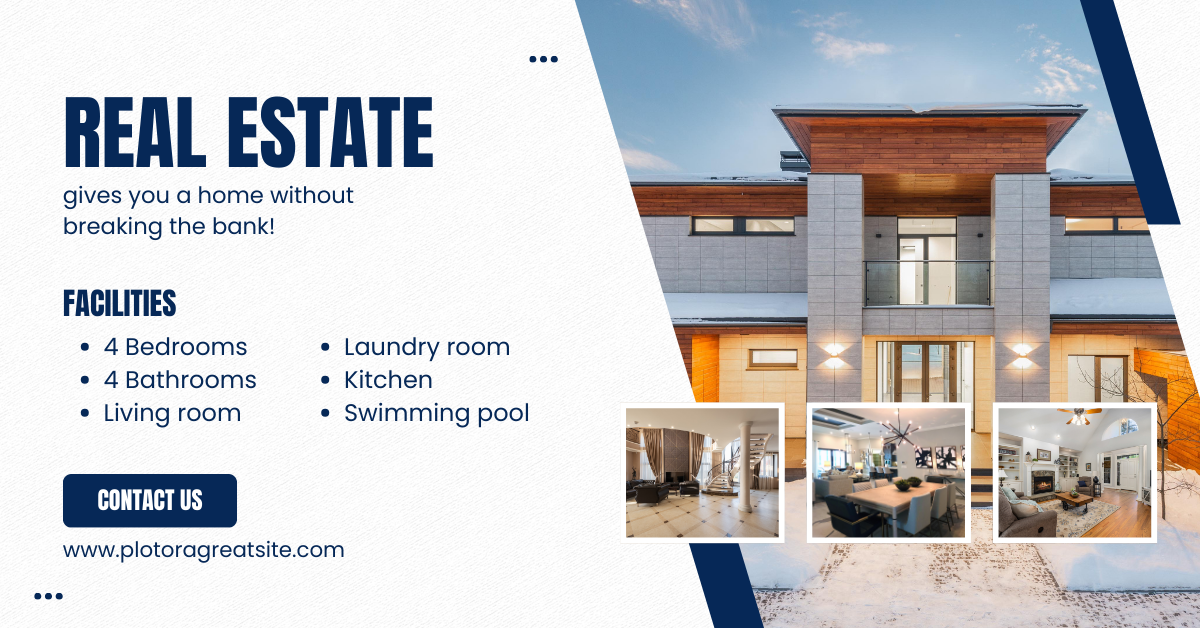 REAL ESTATE
gives you a home without
breaking the bank!
FACILITIES
• 4 Bedrooms
• 4 Bathrooms
• Living room
• Laundry room
• Kitchen
• Swimming pool
CONTACT US
www.plotoragreatsite.com